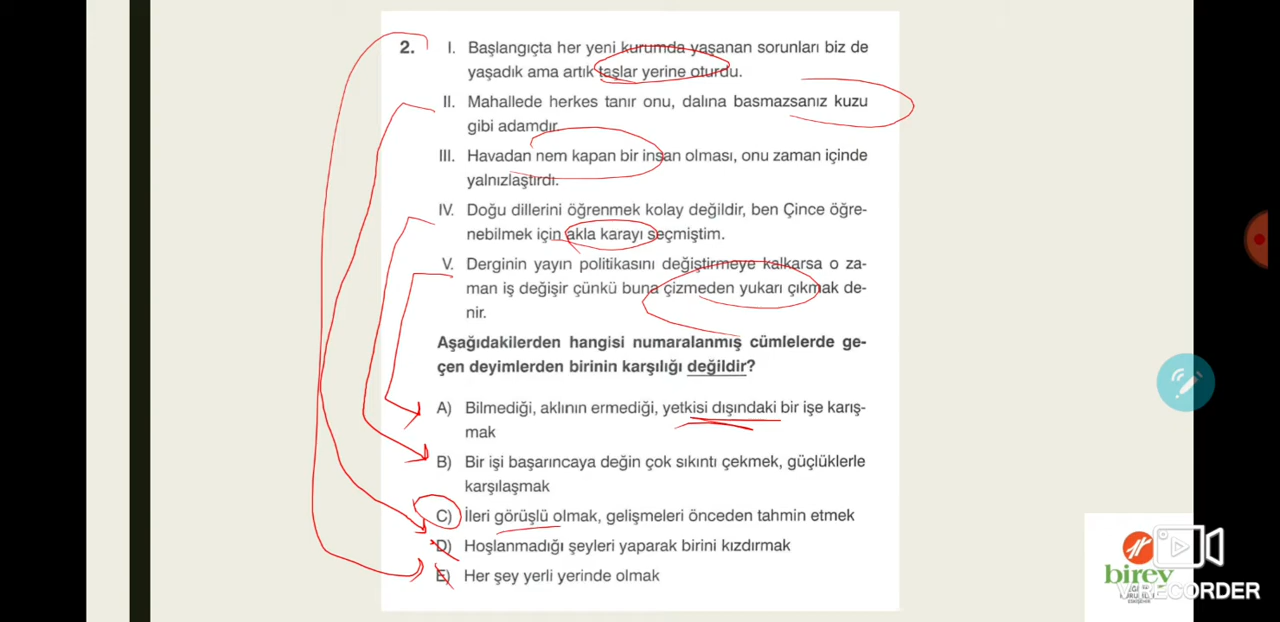 2. I. Başlangıçta her yeni kurumda yaşanan sorunları biz de
yaşadık ama artık taşlar yerine oturdu.
II. Mahallede herkes tanır onu, dalına basmazsanız kuzu
gibi adamdır.
III. Havadan nem kapan bir insan olması, onu zaman içinde
yalnızlaştırdı.
IV. Doğu dillerini öğrenmek kolay değildir, ben Çince öğre-
nebilmek için akla karayı seçmiştim.
V. Derginin yayın politikasını değiştirmeye kalkarsa o za-
man iş değişir çünkü buna çizmeden yukarı çıkmak de-
nir.
Aşağıdakilerden hangisi numaralanmış cümlelerde ge-
çen deyimlerden birinin karşılığı değildir?
A) Bilmediği, aklının ermediği, yetkisi dışındaki bir işe karış-
mak
B) Bir işi başarıncaya değin çok sıkıntı çekmek, güçlüklerle
karşılaşmak
C) İleri görüşlü olmak, gelişmeleri önceden tahmin etmek
D) Hoşlanmadığı şeyleri yaparak birini kızdırmak
E) Her şey yerli yerinde olmak
birey
RECORDER